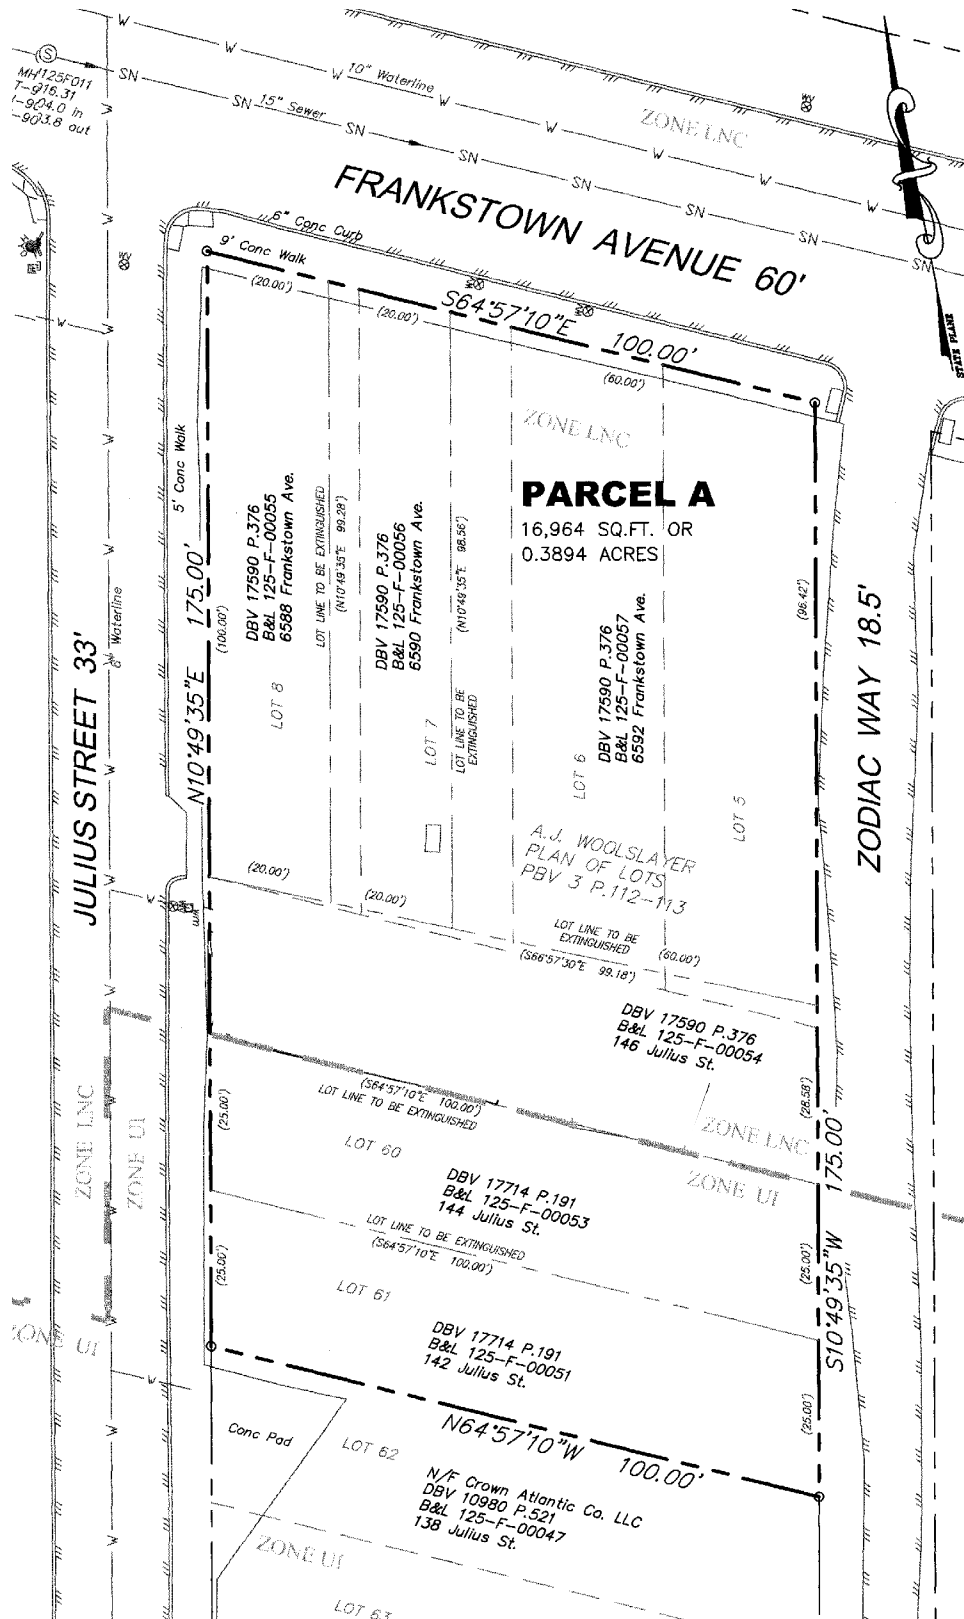 MH125F011
T-916.31
I-904.0 in
-903.8 out
10" Waterline
15" Sewer
ZONE LNC
FRANKSTOWN AVENUE 60'
6" Conc Curb
9' Conc Walk
STATE PLANE
(20.00')
(20.00')
S64°57'10"E 100.00'
(60.00')
ZONE LNC
PARCEL A
16,964 SQ.FT. OR
0.3894 ACRES
5' Conc Walk
JULIUS STREET 33'
6" Waterline
N10°49'35"E 175.00'
(100.00')
DBV 17590 P.376
B&L 125-F-00055
6588 Frankstown Ave.
LOT 8
LOT LINE TO BE EXTINGUISHED
(N10°49'35"E 99.28')
DBV 17590 P.376
B&L 125-F-00056
6590 Frankstown Ave.
LOT 7
LOT LINE TO BE
EXTINGUISHED
(N10°49'35"E 98.56')
DBV 17590 P.376
B&L 125-F-00057
6592 Frankstown Ave.
LOT 6
LOT 5
(96.42')
ZODIAC WAY 18.5'
A.J. WOOLSLAYER
PLAN OF LOTS
PBV 3 P.112-113
(20.00')
(20.00')
LOT LINE TO BE
EXTINGUISHED
(60.00')
(S66°57'30"E 99.18')
DBV 17590 P.376
B&L 125-F-00054
146 Julius St.
(28.58')
ZONE LNC
ZONE UI
ZONE LNC
ZONE UI
(S64°57'10"E 100.00')
LOT LINE TO BE EXTINGUISHED
(25.00')
LOT 60
DBV 17714 P.191
B&L 125-F-00053
144 Julius St.
LOT LINE TO BE EXTINGUISHED
(S64°57'10"E 100.00')
(25.00')
(25.00')
S10°49'35"W 175.00'
LOT 61
DBV 17714 P.191
B&L 125-F-00051
142 Julius St.
(25.00')
ZONE UI
N64°57'10"W 100.00'
Conc Pad
LOT 62
N/F Crown Atlantic Co. LLC
DBV 10980 P.521
B&L 125-F-00047
138 Julius St.
ZONE UI
LOT 63